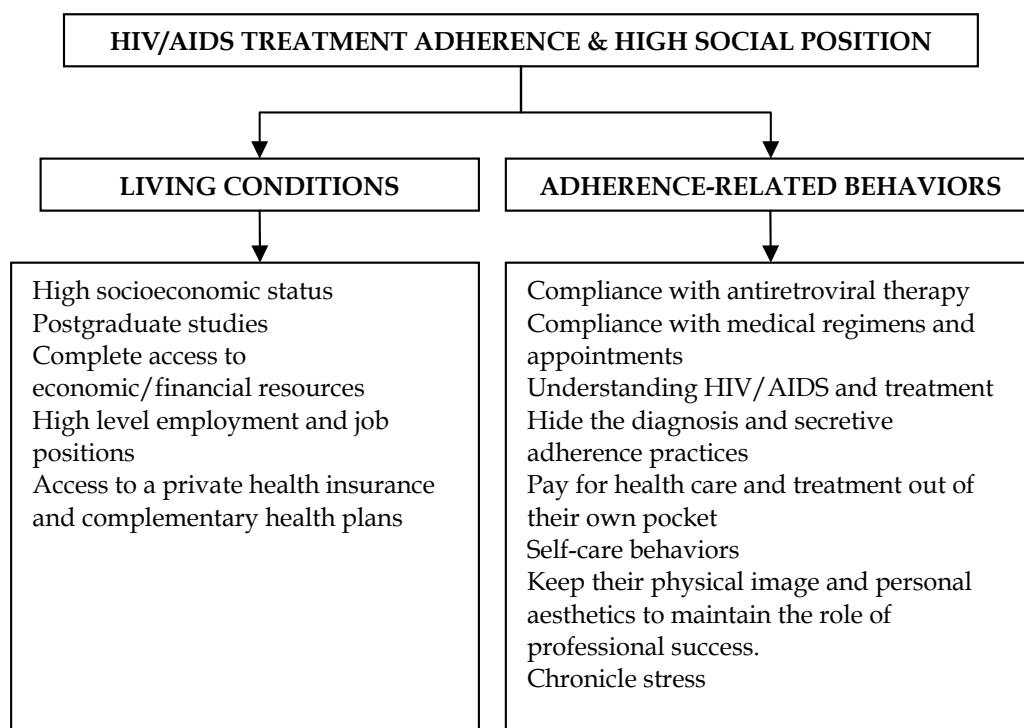 HIV/AIDS TREATMENT ADHERENCE & HIGH SOCIAL POSITION
LIVING CONDITIONS
ADHERENCE-RELATED BEHAVIORS
High socioeconomic status
Postgraduate studies
Complete access to
economic/financial resources
High level employment and job
positions
Access to a private health insurance
and complementary health plans
Compliance with antiretroviral therapy
Compliance with medical regimens and
appointments
Understanding HIV/AIDS and treatment
Hide the diagnosis and secretive
adherence practices
Pay for health care and treatment out of
their own pocket
Self-care behaviors
Keep their physical image and personal
aesthetics to maintain the role of
professional success.
Chronicle stress